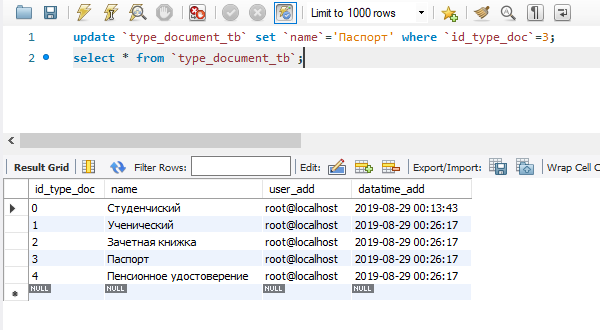 Limit to 1000 rows
1 update `type_document_tb` set `name`='Паспорт' where `id_type_doc`=3;
2 select * from `type_document_tb`;
Result Grid Filter Rows: Edit: Export/Import: Wrap Cell C
id_type_doc name user_add datatime_add
0 Студенчиский root@localhost 2019-08-29 00:13:43
1 Ученический root@localhost 2019-08-29 00:26:17
2 Зачетная книжка root@localhost 2019-08-29 00:26:17
3 Паспорт root@localhost 2019-08-29 00:26:17
4 Пенсионное удостоверение root@localhost 2019-08-29 00:26:17
NULL NULL NULL NULL